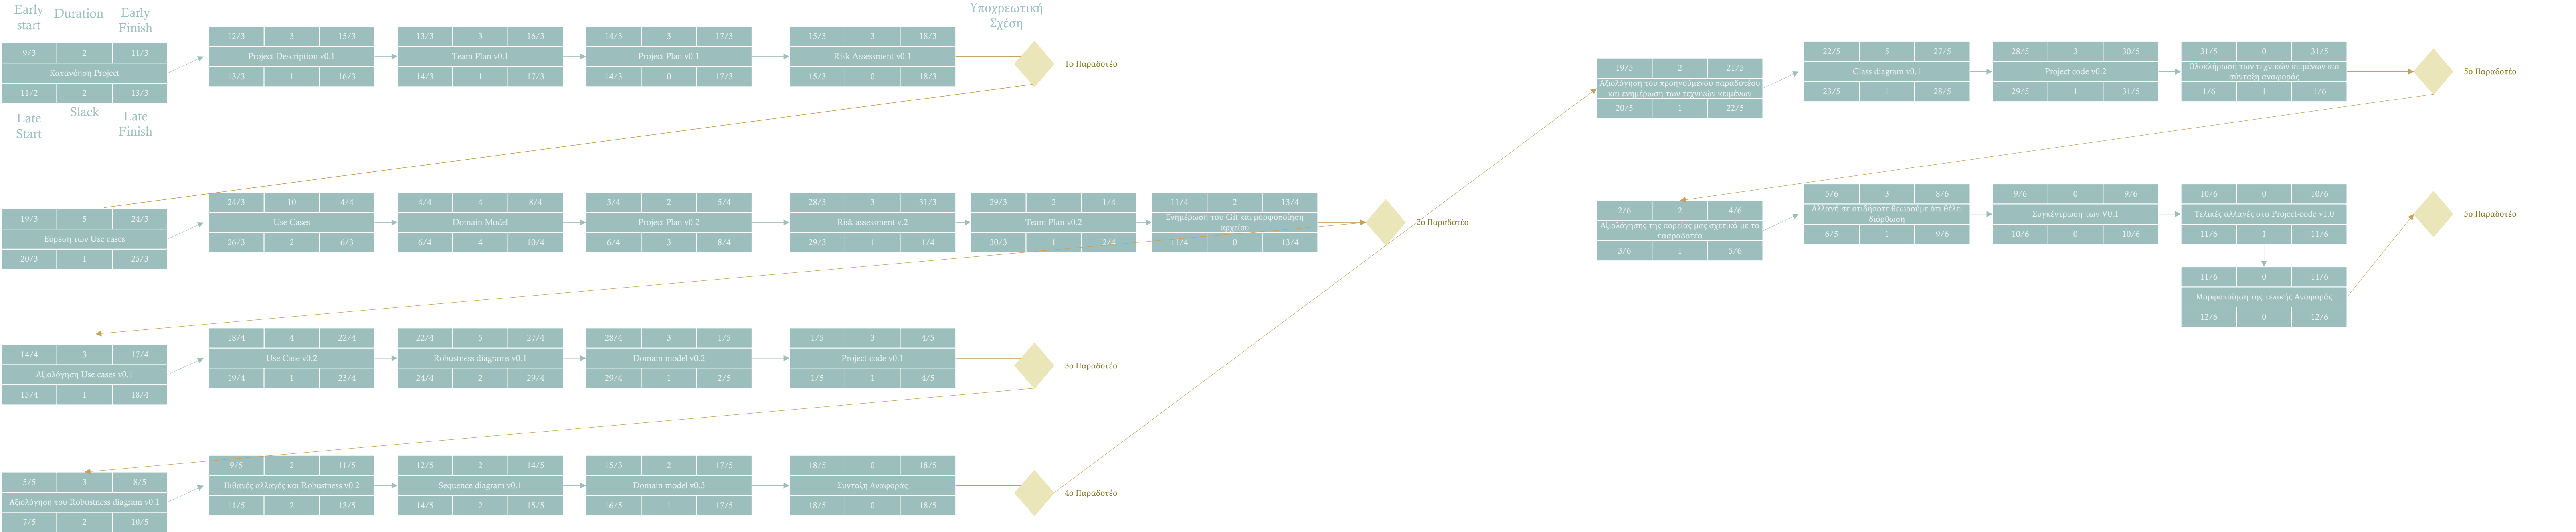 Early
start
Duration
Early
Finish
9/3 2 11/3
Κατανόηση Project
11/2 2 13/3
Late
Start
Slack
Late
Finish
12/3 3 15/3
Project Description v0.1
13/3 1 16/3
13/3 3 16/3
Team Plan v0.1
14/3 1 17/3
14/3 3 17/3
Project Plan v0.1
14/3 0 17/3
15/3 3 18/3
Risk Assessment v0.1
15/3 0 18/3
Υποχρεωτική
Σχέση
1ο Παραδοτέο
19/3 5 24/3
Εύρεση των Use cases
20/3 1 25/3
24/3 10 4/4
Use Cases
26/3 2 6/3
4/4 4 8/4
Domain Model
6/4 4 10/4
3/4 2 5/4
Project Plan v0.2
6/4 3 8/4
28/3 3 31/3
Risk assessment v.2
29/3 1 1/4
29/3 2 1/4
Team Plan v0.2
30/3 1 2/4
11/4 2 13/4
Ενημέρωση του Git και μορφοποίηση
αρχείου
11/4 0 13/4
2ο Παραδοτέο
14/4 3 17/4
Αξιολόγηση Use cases v0.1
15/4 1 18/4
18/4 4 22/4
Use Case v0.2
19/4 1 23/4
22/4 5 27/4
Robustness diagrams v0.1
24/4 2 29/4
28/4 3 1/5
Domain model v0.2
29/4 1 2/5
1/5 3 4/5
Project-code v0.1
1/5 1 4/5
3ο Παραδοτέο
5/5 3 8/5
Αξιολόγηση του Robustness diagram v0.1
7/5 2 10/5
9/5 2 11/5
Πιθανές αλλαγές και Robustness v0.2
11/5 2 13/5
12/5 2 14/5
Sequence diagram v0.1
14/5 2 15/5
15/3 2 17/5
Domain model v0.3
16/5 1 17/5
18/5 0 18/5
Συνταξη Αναφοράς
18/5 0 18/5
4ο Παραδοτέο
19/5 2 21/5
Αξιολόγηση του προηγούμενου παραδοτέου
και ενημέρωση των τεχνικών κειμένων
20/5 1 22/5
22/5 5 27/5
Class diagram v0.1
23/5 1 28/5
28/5 3 30/5
Project code v0.2
29/5 1 31/5
31/5 0 31/5
Ολοκλήρωση των τεχνικών κειμένων και
σύνταξη αναφοράς
1/6 1 1/6
5ο Παραδοτέο
2/6 2 4/6
Αξιολόγησης της πορείας μας σχετικά με τα
παιραδοτέα
3/6 1 5/6
5/6 3 8/6
Αλλαγή σε οτιδήποτε θεωρούμε ότι θέλει
διόρθωση
6/5 1 9/6
9/6 0 9/6
Συγκέντρωση των V0.1
10/6 0 10/6
10/6 0 10/6
Τελικές αλλαγές στο Project-code v1.0
11/6 1 11/6
11/6 0 11/6
Μορφοποίηση της τελικής Αναφοράς
12/6 0 12/6
5ο Παραδοτέο